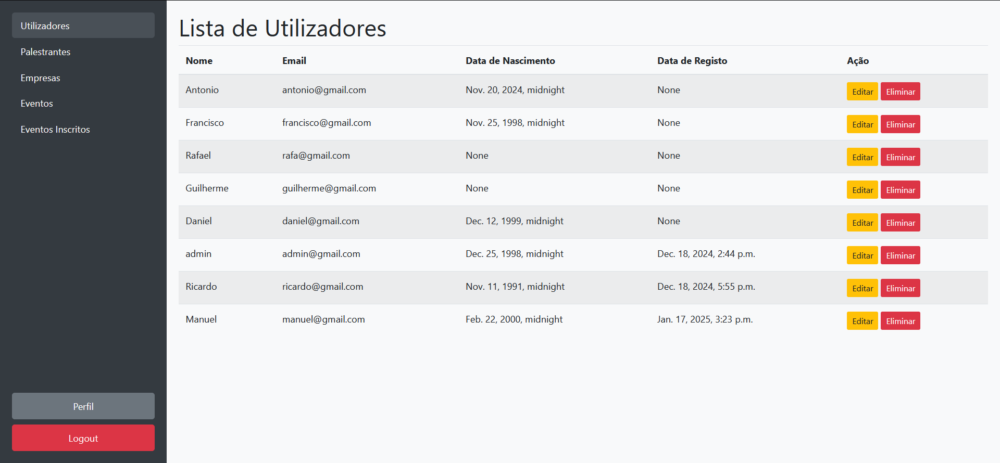 Utilizadores
Palestrantes
Empresas
Eventos
Eventos Inscritos
Perfil
Logout
Lista de Utilizadores
Nome Email Data de Nascimento Data de Registo Ação
Antonio antonio@gmail.com Nov. 20, 2024, midnight None Editar Eliminar
Francisco francisco@gmail.com Nov. 25, 1998, midnight None Editar Eliminar
Rafael rafa@gmail.com None None Editar Eliminar
Guilherme guilherme@gmail.com None None Editar Eliminar
Daniel daniel@gmail.com Dec. 12, 1999, midnight None Editar Eliminar
admin admin@gmail.com Dec. 25, 1998, midnight Dec. 18, 2024, 2:44 p.m. Editar Eliminar
Ricardo ricardo@gmail.com Nov. 11, 1991, midnight Dec. 18, 2024, 5:55 p.m. Editar Eliminar
Manuel manuel@gmail.com Feb. 22, 2000, midnight Jan. 17, 2025, 3:23 p.m. Editar Eliminar